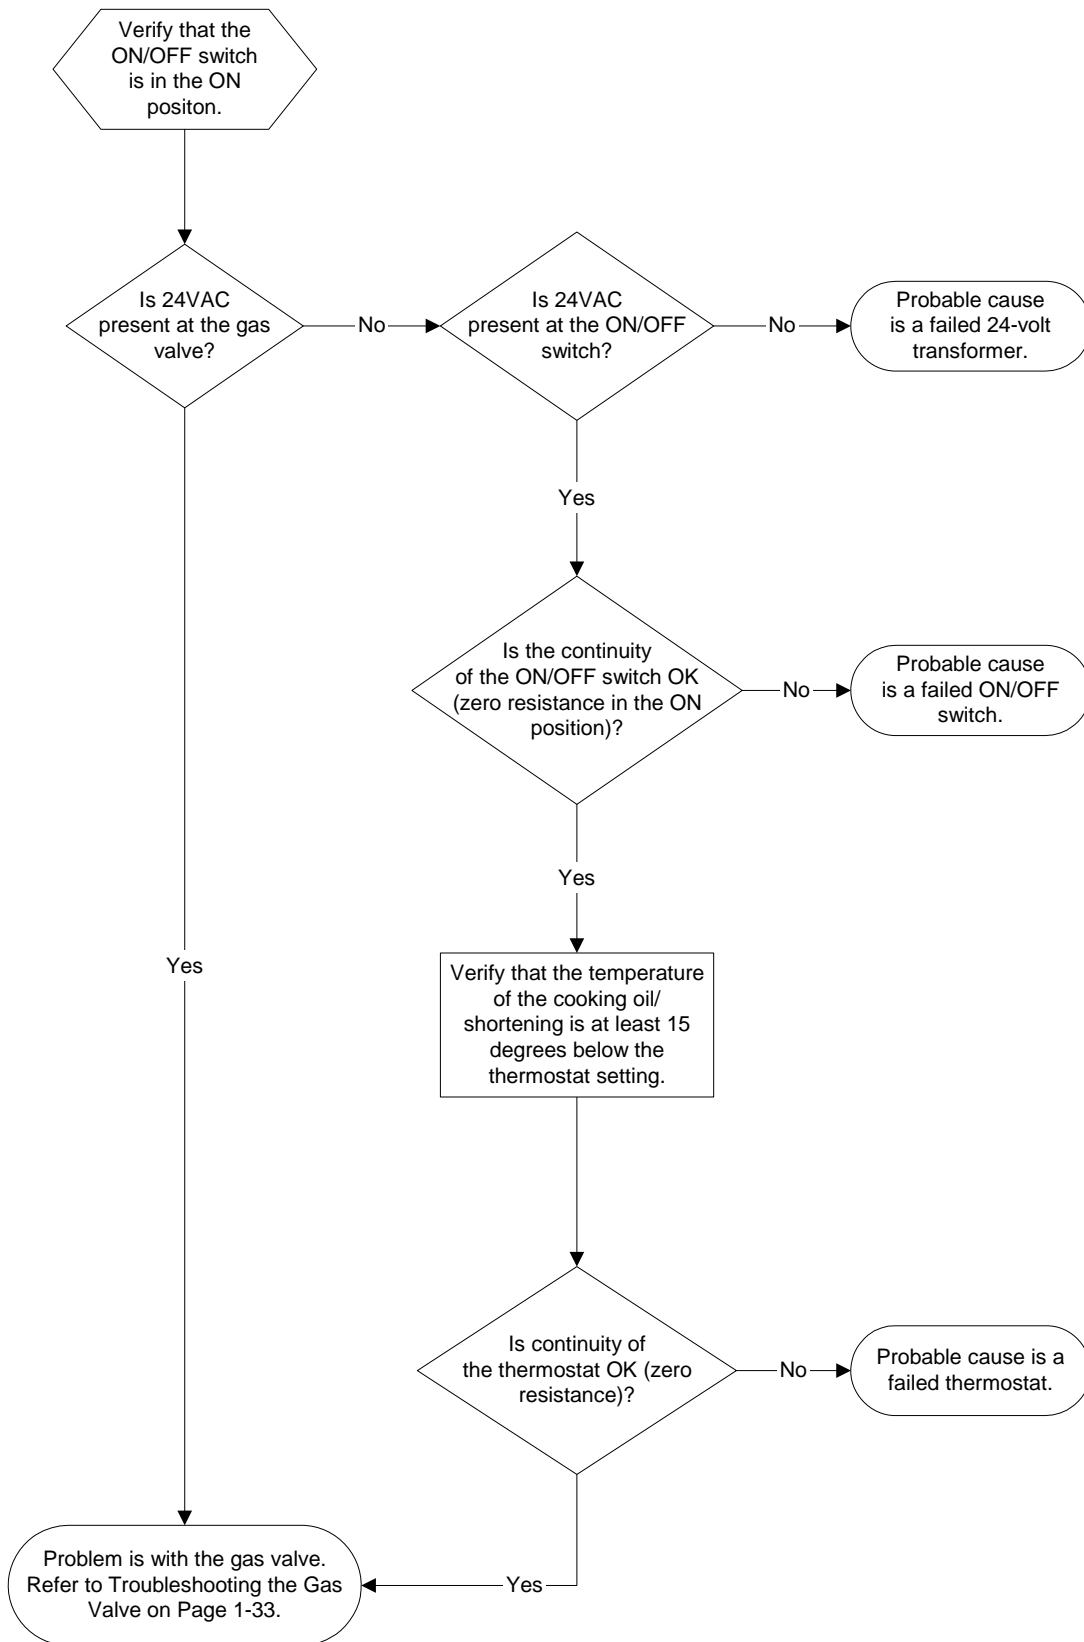 Verify that the
ON/OFF switch
is in the ON
positon.
Is 24VAC
present at the gas
valve?
No
Is 24VAC
present at the ON/OFF
switch?
No
Probable cause
is a failed 24-volt
transformer.
Yes
Is the continuity
of the ON/OFF switch OK
(zero resistance in the ON
position)?
No
Probable cause
is a failed ON/OFF
switch.
Yes
Yes
Verify that the temperature
of the cooking oil/
shortening is at least 15
degrees below the
thermostat setting.
Is continuity of
the thermostat OK (zero
resistance)?
No
Probable cause is a
failed thermostat.
Yes
Problem is with the gas valve.
Refer to Troubleshooting the Gas
Valve on Page 1-33.